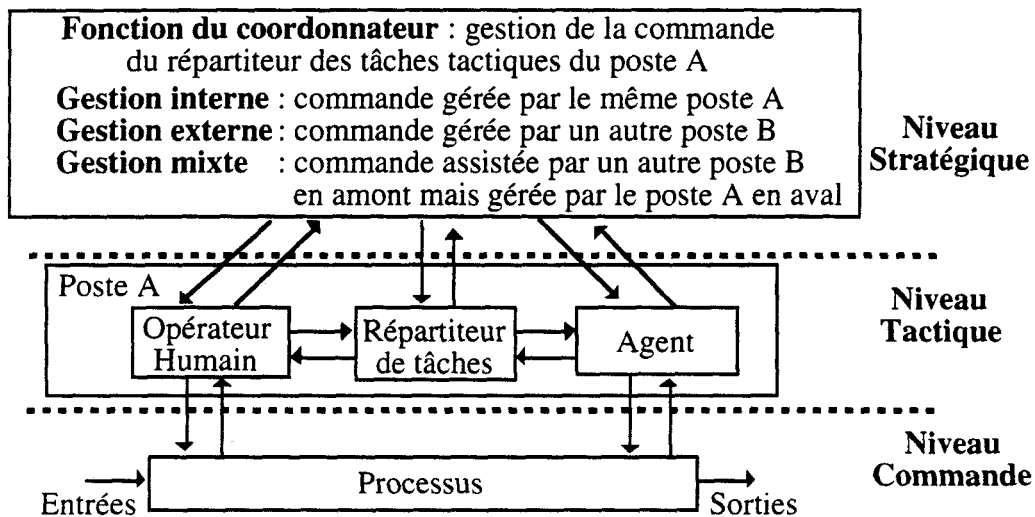 Fonction du coordonnateur : gestion de la commande
du répartiteur des tâches tactiques du poste A
Gestion interne : commande gérée par le même poste A
Gestion externe : commande gérée par un autre poste B
Gestion mixte : commande assistée par un autre poste B
en amont mais gérée par le poste A en aval
Niveau
Stratégique
Poste A
Opérateur
Humain
Répartiteur
de tâches
Agent
Niveau
Tactique
Processus
Entrées
Sorties
Niveau
Commande